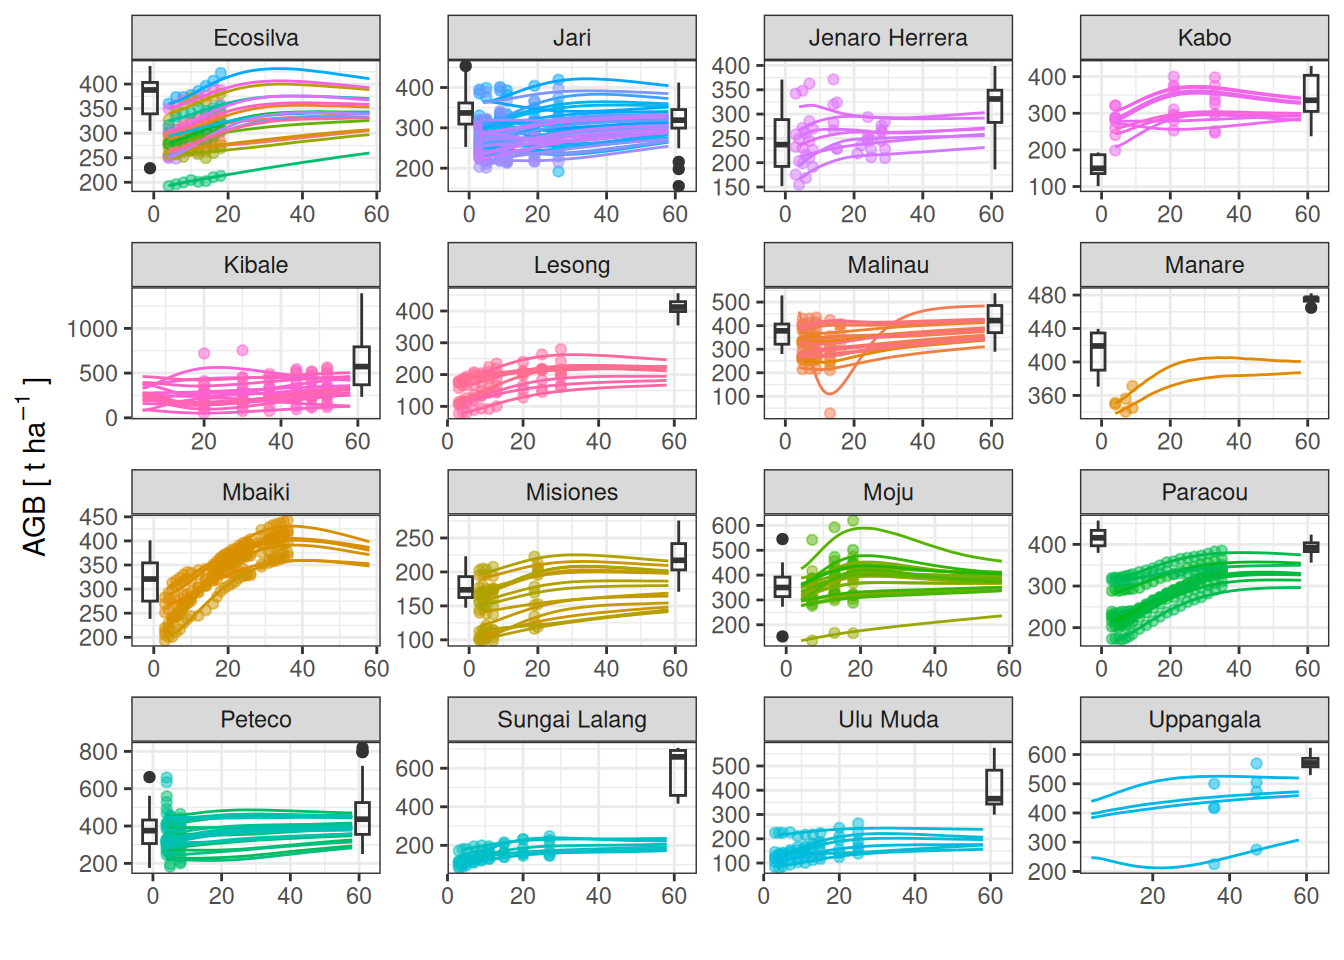 Ecosilva Jari Jenaro Herrera Kabo
400 350 300 250 200
400 300 200
400 350 300 250 200 150
400 300 200 100
0 20 40 60 0 20 40 60 0 20 40 60 0 20 40 60
Kibale Lesong Malinau Manare
1000 500 0
400 300 200 100
500 400 300 200 100
480 440 400 360
20 40 60 0 20 40 60 0 20 40 60 0 20 40 60
AGB [ t ha⁻¹ ]
Mbaiki Misiones Moju Paracou
450 400 350 300 250 200
250 200 150 100
600 500 400 300 200
400 300 200
0 20 40 60 0 20 40 60 0 20 40 60 0 20 40 60
Peteco Sungai Lalang Ulu Muda Uppangala
800 600 400 200
600 400 200
500 400 300 200 100
600 500 400 300 200
0 20 40 60 0 20 40 60 0 20 40 60 20 40 60